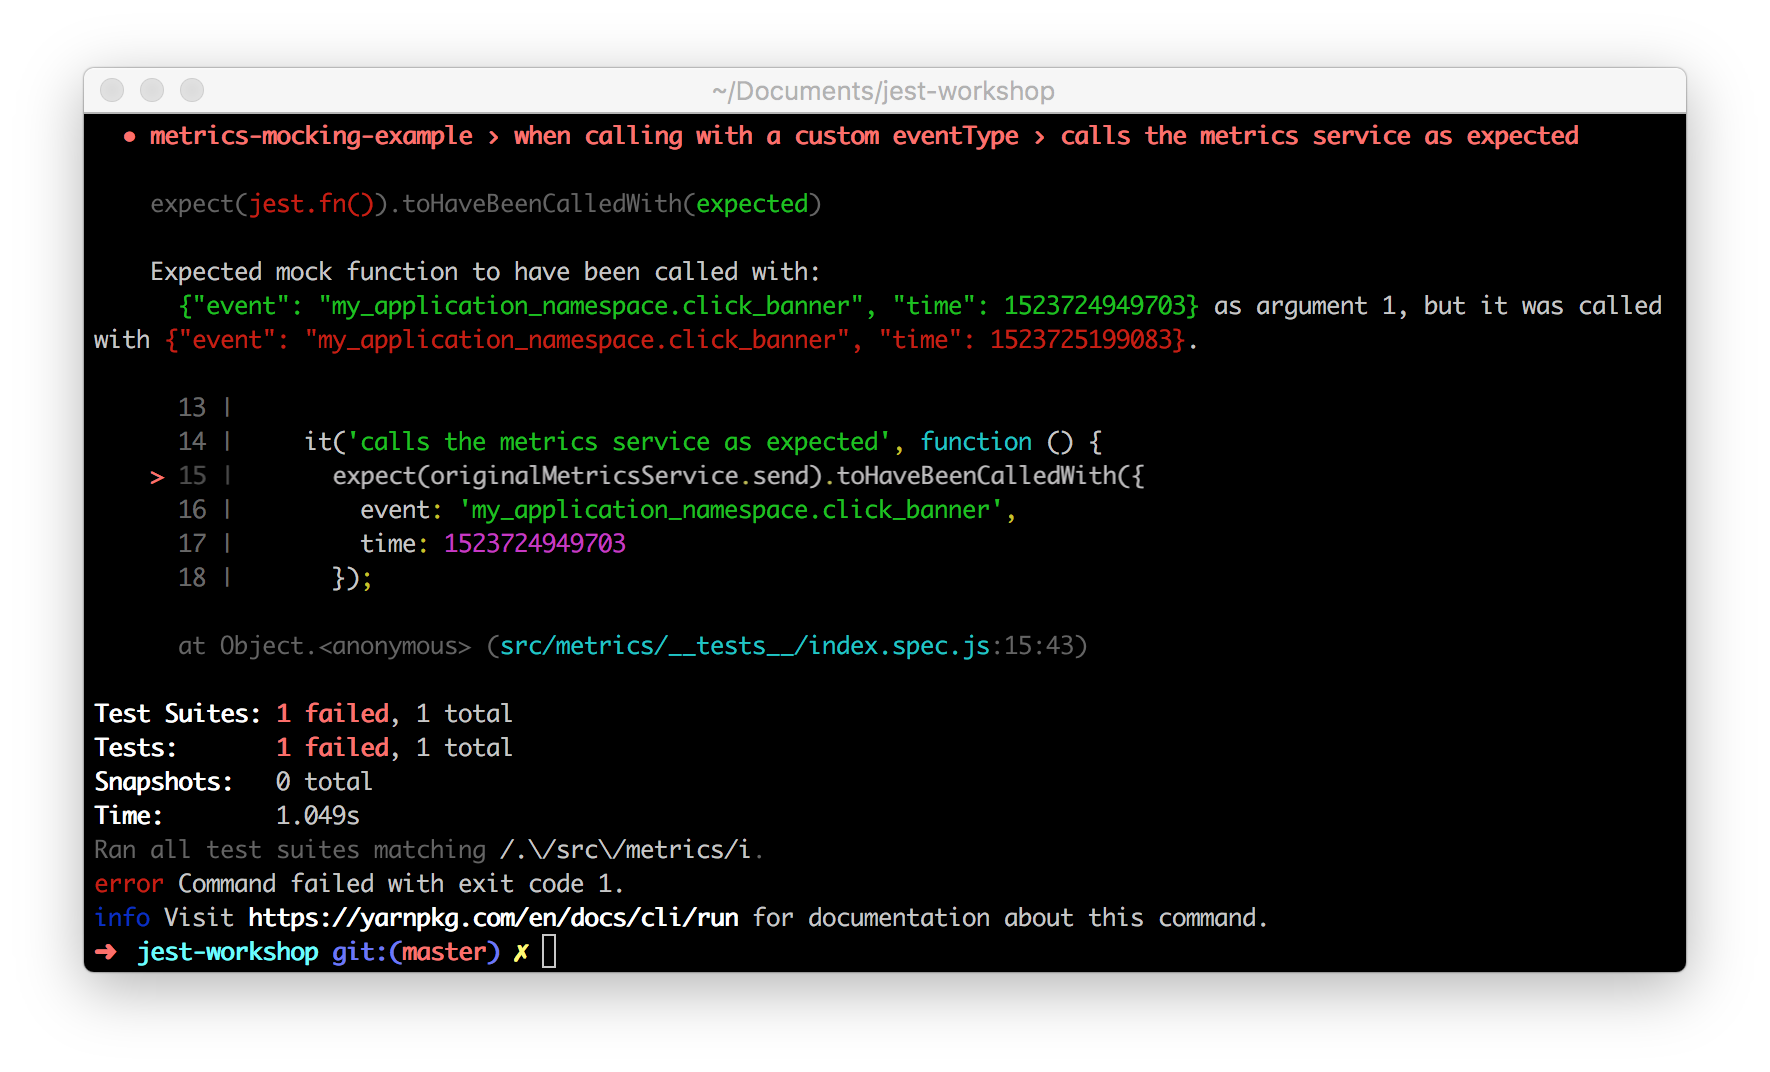 ~/Documents/jest-workshop
● metrics-mocking-example › when calling with a custom eventType › calls the metrics service as expected
expect(jest.fn()).toHaveBeenCalledWith(expected)
Expected mock function to have been called with:
{"event": "my_application_namespace.click_banner", "time": 1523724949703} as argument 1, but it was called
with {"event": "my_application_namespace.click_banner", "time": 1523725199083}.
13 |
14 |     it('calls the metrics service as expected', function () {
> 15 |       expect(originalMetricsService.send).toHaveBeenCalledWith({
16 |         event: 'my_application_namespace.click_banner',
17 |         time: 1523724949703
18 |       });
at Object.<anonymous> (src/metrics/__tests__/index.spec.js:15:43)
Test Suites: 1 failed, 1 total
Tests:       1 failed, 1 total
Snapshots:   0 total
Time:        1.049s
Ran all test suites matching /.\/src\/metrics/i.
error Command failed with exit code 1.
info Visit https://yarnpkg.com/en/docs/cli/run for documentation about this command.
➜  jest-workshop git:(master) ✗